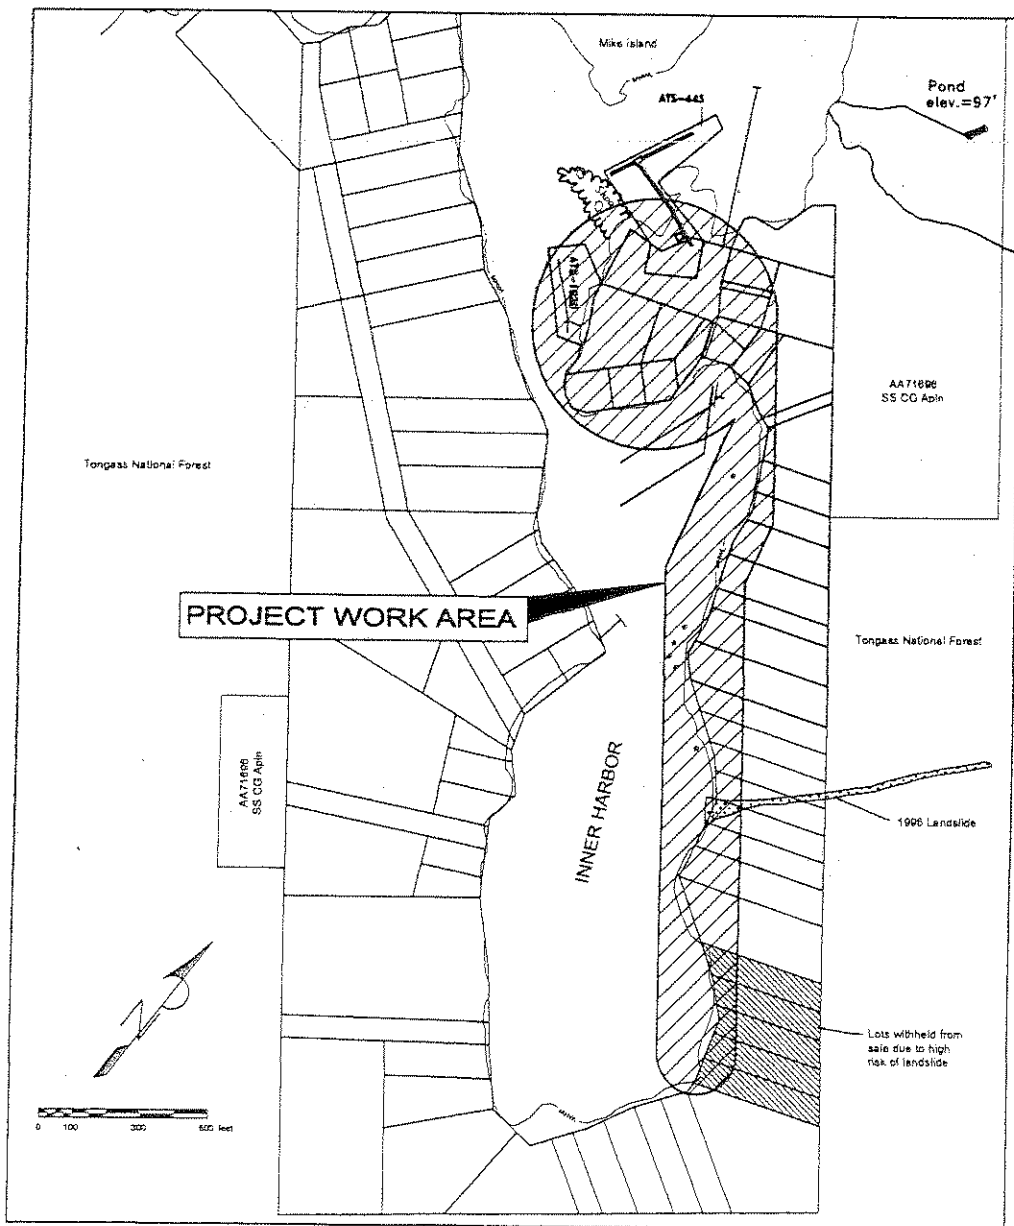 Mike island
MHHW
ATS-445
Pond
elev.=97'
AA71696
SS CG Apln
Tongass National Forest
PROJECT WORK AREA
Tongass National Forest
AA71696
SS CG Apln
INNER HARBOR
1996 Landslide
N
Lots withheld from
sale due to high
risk of landslide
0 100 300 500 feet